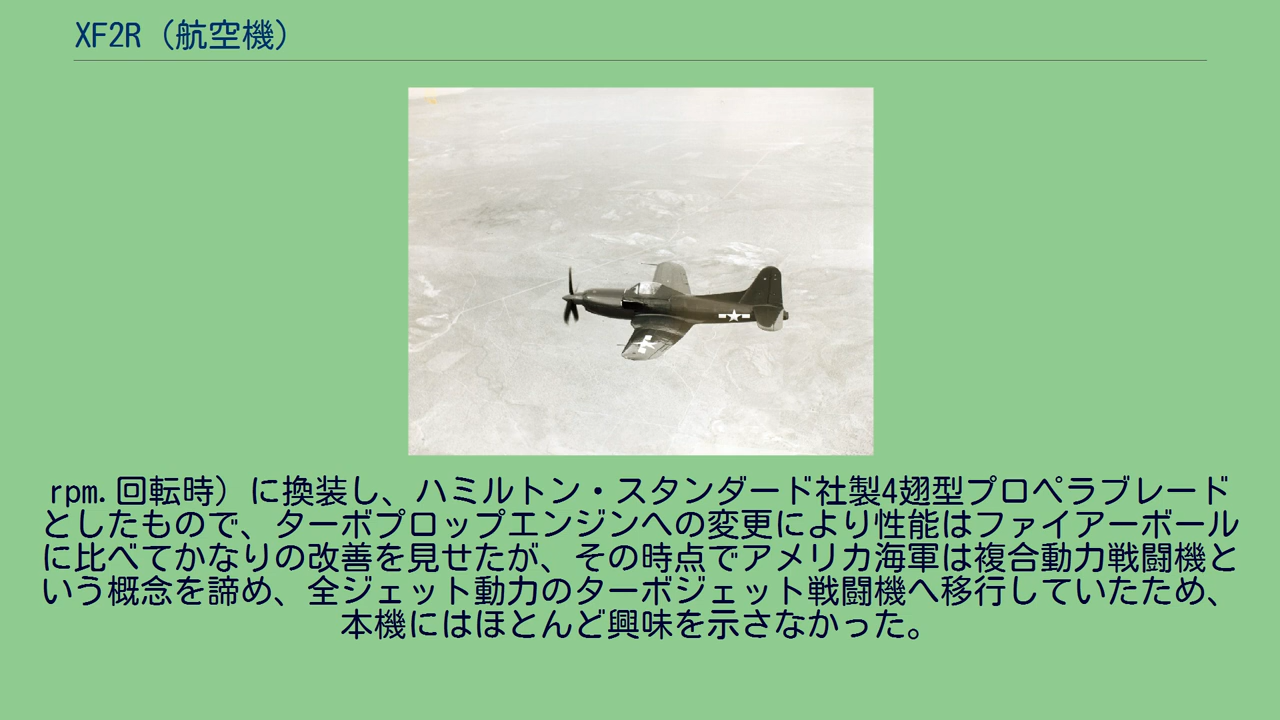 XF2R（航空機）
rpm.回転時）に換装し、ハミルトン・スタンダード社製4翅型プロペラブレード
としたもので、ターボプロップエンジンへの変更により性能はファイアーボール
に比べてかなりの改善を見せたが、その時点でアメリカ海軍は複合動力戦闘機と
いう概念を諦め、全ジェット動力のターボジェット戦闘機へ移行していたため、
本機にはほとんど興味を示さなかった。